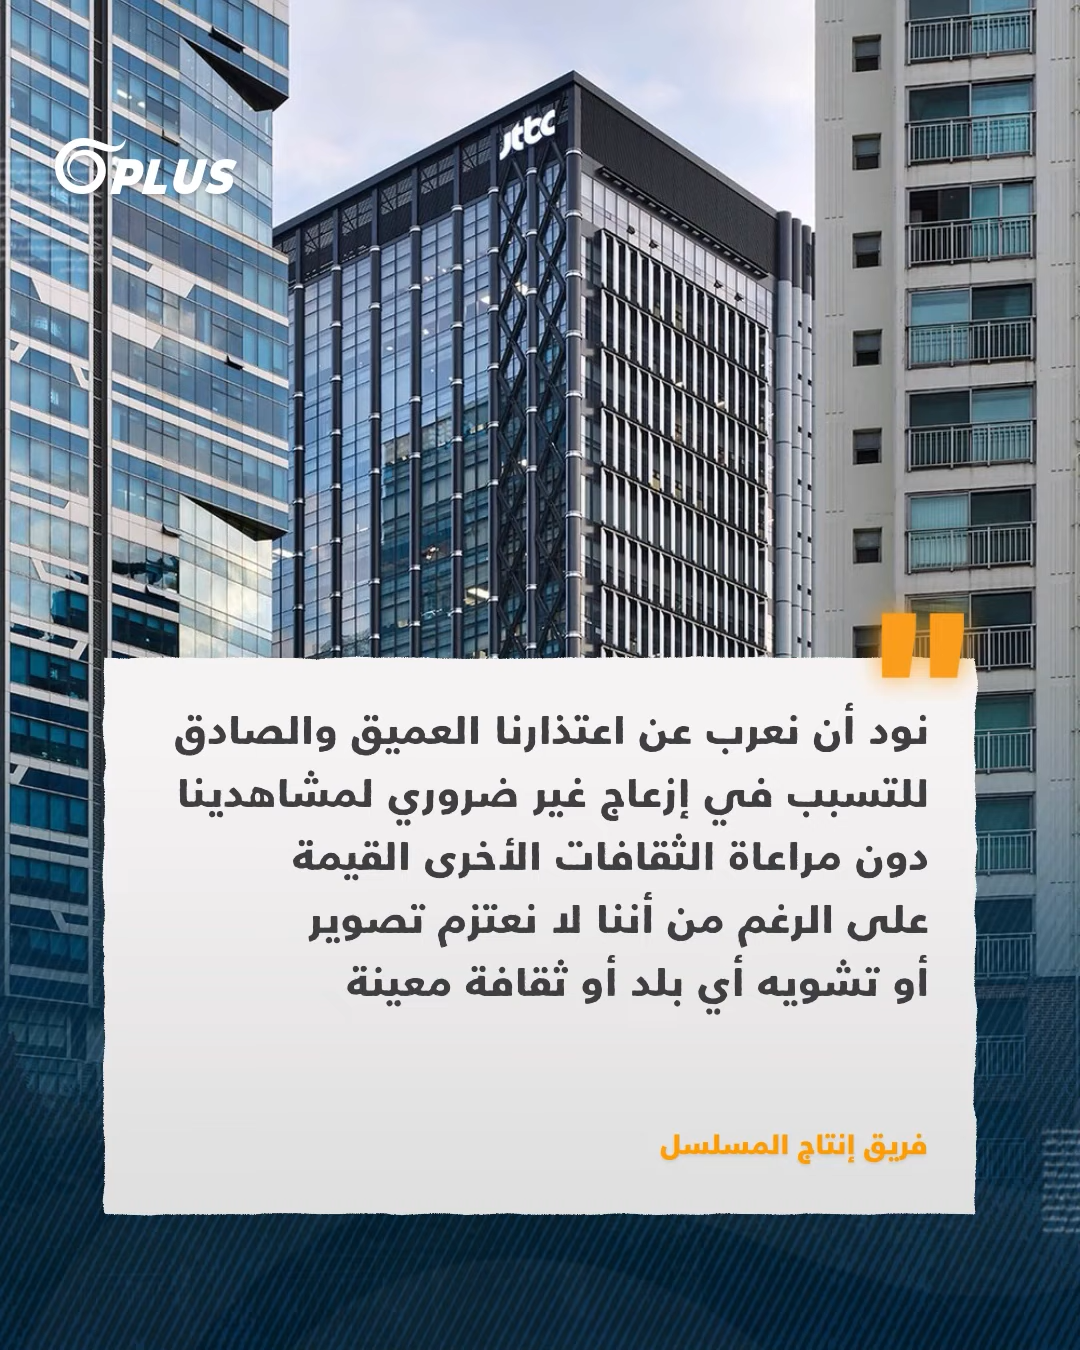 jtbc
OPLUS
"
نود أن نعرب عن اعتذارنا العميق والصادق
للتسبب في إزعاج غير ضروري لمشاهدينا
دون مراعاة الثقافات الأخرى القيمة
على الرغم من أننا لا نعتزم تصوير
أو تشويه أي بلد أو ثقافة معينة
فريق إنتاج المسلسل